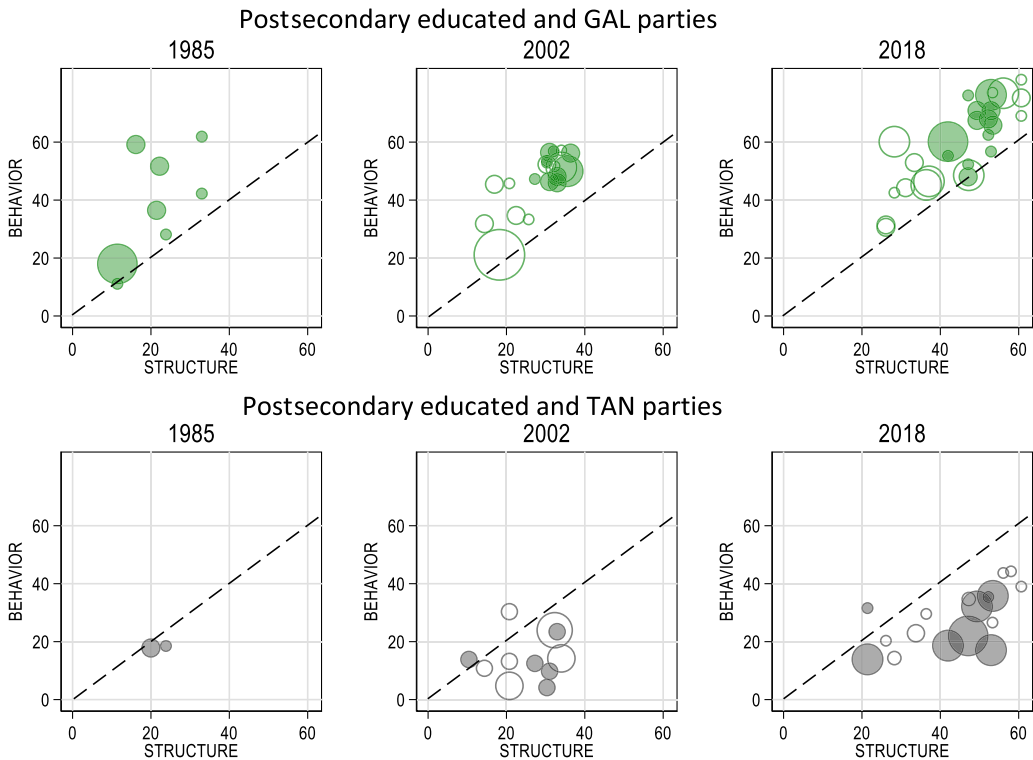 Postsecondary educated and GAL parties
1985 2002 2018
BEHAVIOR BEHAVIOR BEHAVIOR
60 60 60
40 40 40
20 20 20
0 0 0
0 20 40 60 0 20 40 60 0 20 40 60
STRUCTURE STRUCTURE STRUCTURE
Postsecondary educated and TAN parties
1985 2002 2018
BEHAVIOR BEHAVIOR BEHAVIOR
60 60 60
40 40 40
20 20 20
0 0 0
0 20 40 60 0 20 40 60 0 20 40 60
STRUCTURE STRUCTURE STRUCTURE